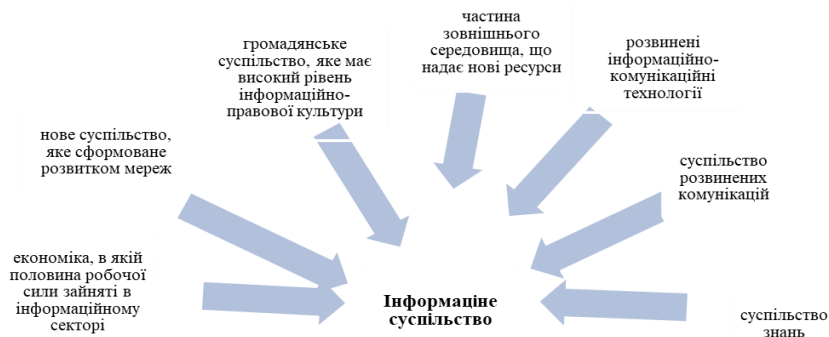 частина
зовнішнього
середовища, що
надає нові ресурси
громадянське
суспільство, яке має
високий рівень
інформаційно-
правової культури
розвинені
інформаційно-
комунікаційні
технології
нове суспільство,
яке сформоване
розвитком мереж
суспільство
розвинених
комунікацій
економіка, в якій
половина робочої
сили зайняті в
інформаційному
секторі
Інформаціне
суспільство
суспільство
знань